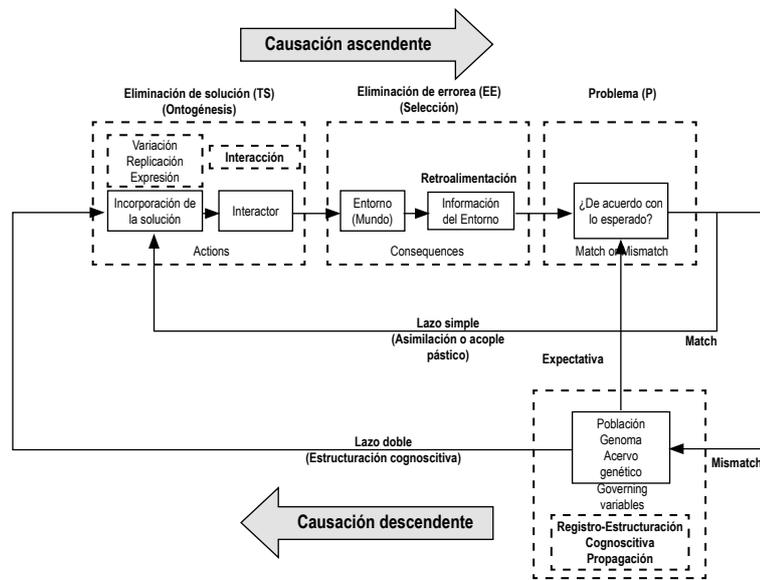 Causación ascendente
Eliminación de solución (TS)
(Ontogénesis)
Eliminación de errorea (EE)
(Selección)
Problema (P)
Variación
Replicación
Expresión
Interacción
Incorporación de
la solución
Interactor
Actions
Retroalimentación
Entorno
(Mundo)
Información
del Entorno
Consequences
¿De acuerdo con
lo esperado?
Match or Mismatch
Lazo simple
(Asimilación o acople
pástico)
Match
Expectativa
Lazo doble
(Estructuración cognoscitiva)
Población
Genoma
Acervo
genético
Governing
variables
Mismatch
Registro-Estructuración
Cognoscitiva
Propagación
Causación descendente